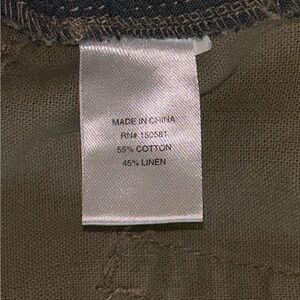 MADE IN CHINA
RN# 150581
55% COTTON
45% LINEN